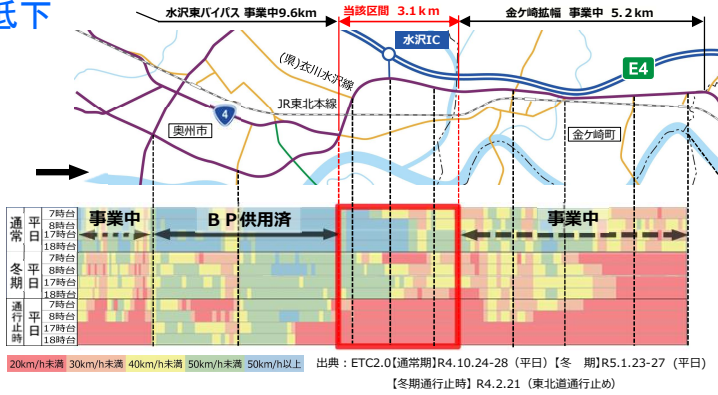 低下
水沢東バイパス 事業中9.6km
当該区間 3.1km
金ケ崎拡幅 事業中 5.2km
水沢IC
(県)衣川水沢線
E4
JR東北本線
4
奥州市
金ケ崎町
通常 平日 7時台 8時台 17時台 18時台
事業中 BP供用済 事業中
冬期 平日 7時台 8時台 17時台 18時台
通行止時 平日 7時台 8時台 17時台 18時台
20km/h未満 30km/h未満 40km/h未満 50km/h未満 50km/h以上
出典：ETC2.0【通常期】R4.10.24-28（平日）【冬　期】R5.1.23-27（平日）
【冬期通行止時】R4.2.21（東北道通行止め）